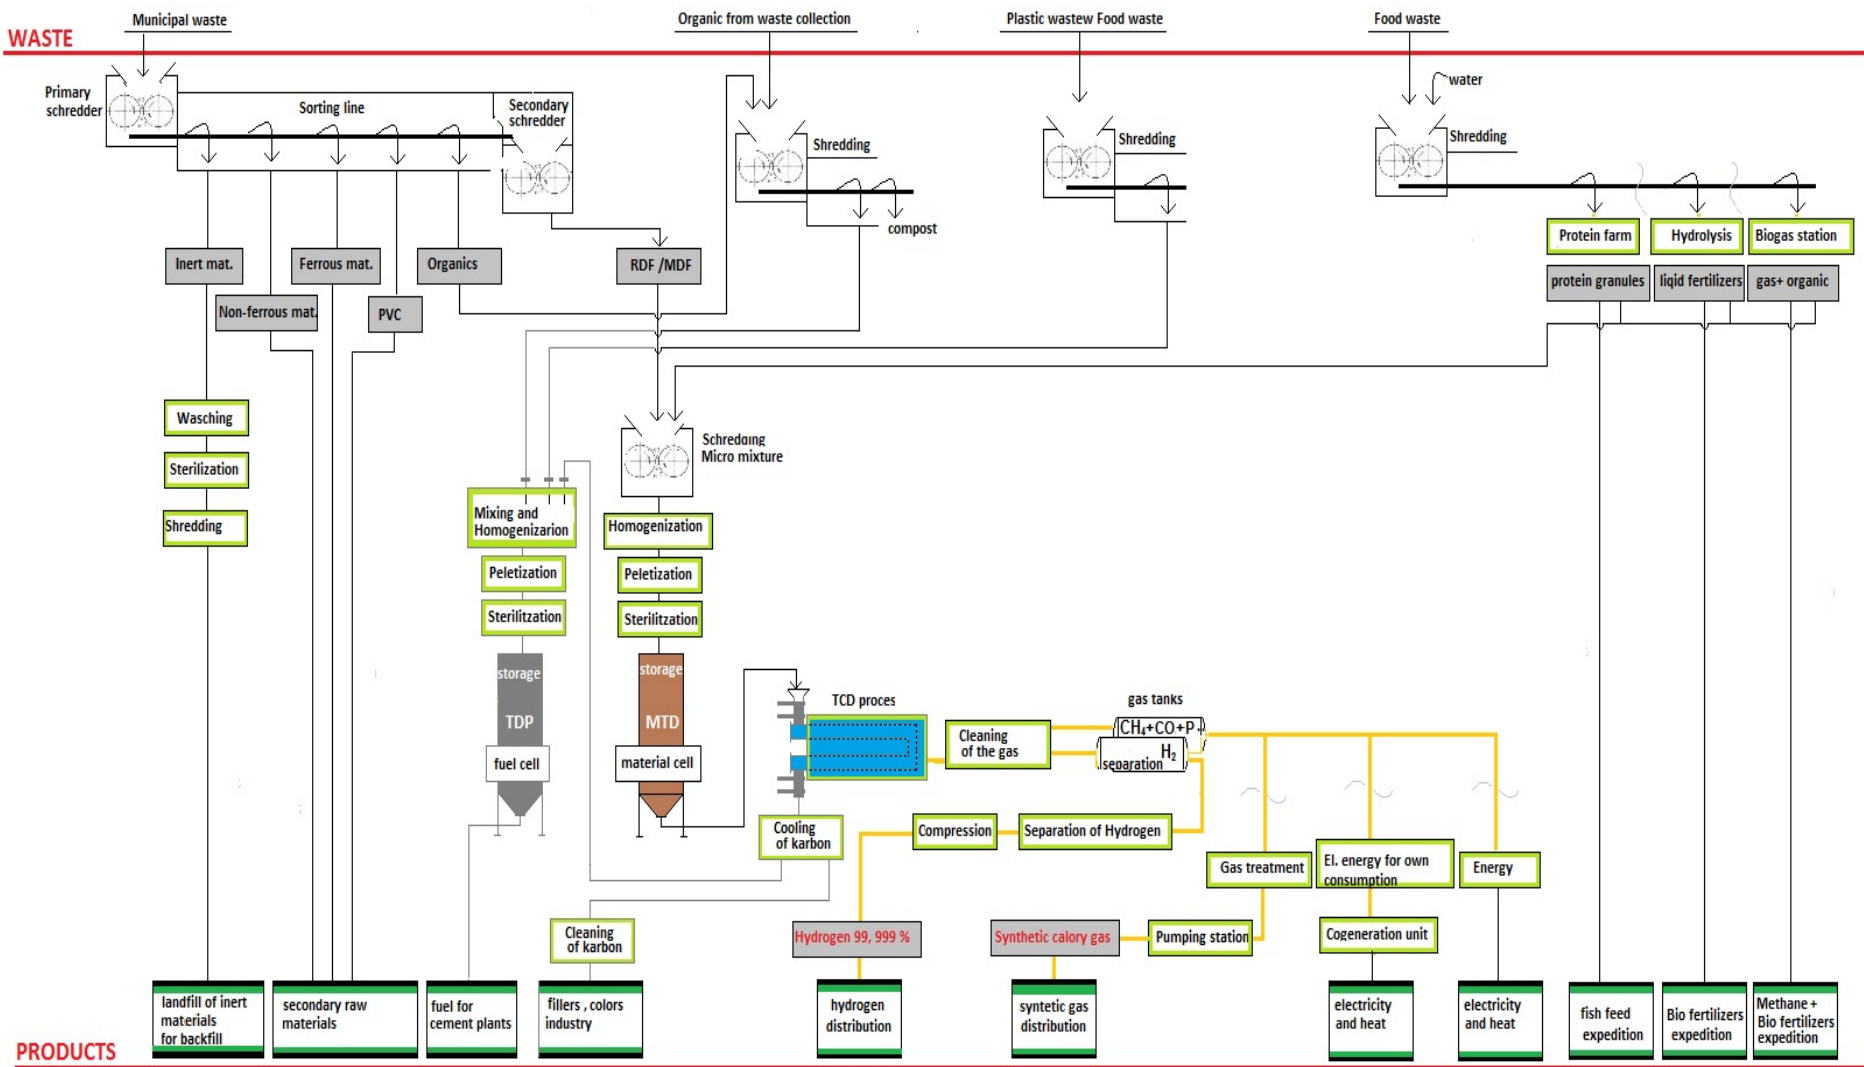 Municipal waste
Organic from waste collection
Plastic wastew Food waste
Food waste
WASTE
water
Primary
schredder
Sorting line
Secondary
schredder
Shredding
Shredding
Shredding
compost
Protein farm
Hydrolysis
Biogas station
Inert mat.
Ferrous mat.
Organics
RDF /MDF
protein granules
liqid fertilizers
gas+ organic
Non-ferrous mat.
PVC
Wasching
Schredding
Micro mixture
Sterilization
Mixing and
Homogenizarion
Shredding
Homogenization
Peletization
Peletization
Sterilitzation
Sterilitzation
storage
storage
TDP
MTD
TCD proces
gas tanks
CH₄+CO+P
H₂
separation
Cleaning
of the gas
fuel cell
material cell
Cooling
of karbon
Compression
Separation of Hydrogen
Gas treatment
El. energy for own
consumption
Energy
Cleaning
of karbon
Hydrogen 99, 999 %
Synthetic calory gas
Pumping station
Cogeneration unit
landfill of inert
materials
for backfill
secondary raw
materials
fuel for
cement plants
fillers , colors
industry
hydrogen
distribution
syntetic gas
distribution
electricity
and heat
electricity
and heat
fish feed
expedition
Bio fertilizers
expedition
Methane +
Bio fertilizers
expedition
PRODUCTS